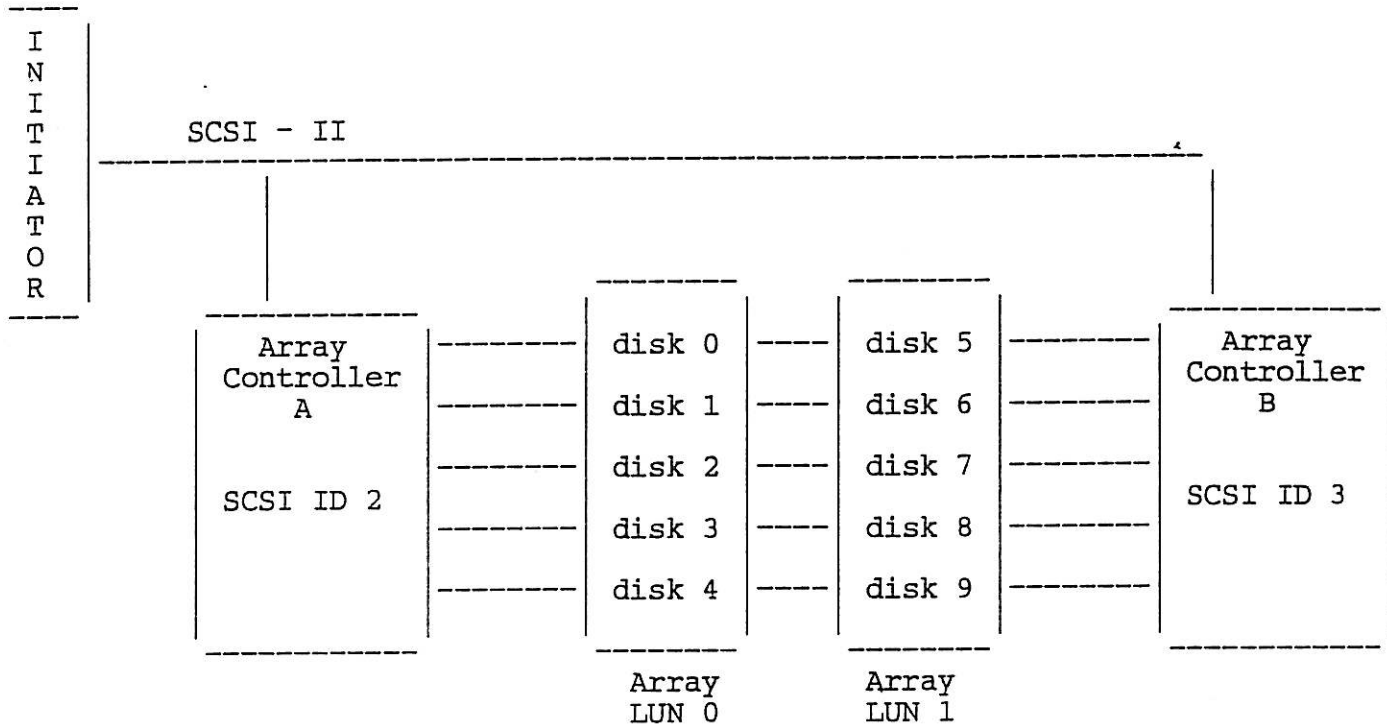 INITIATOR
SCSI - II
Array
Controller
A
SCSI ID 2
disk 0
disk 1
disk 2
disk 3
disk 4
Array
LUN 0
disk 5
disk 6
disk 7
disk 8
disk 9
Array
LUN 1
Array
Controller
B
SCSI ID 3